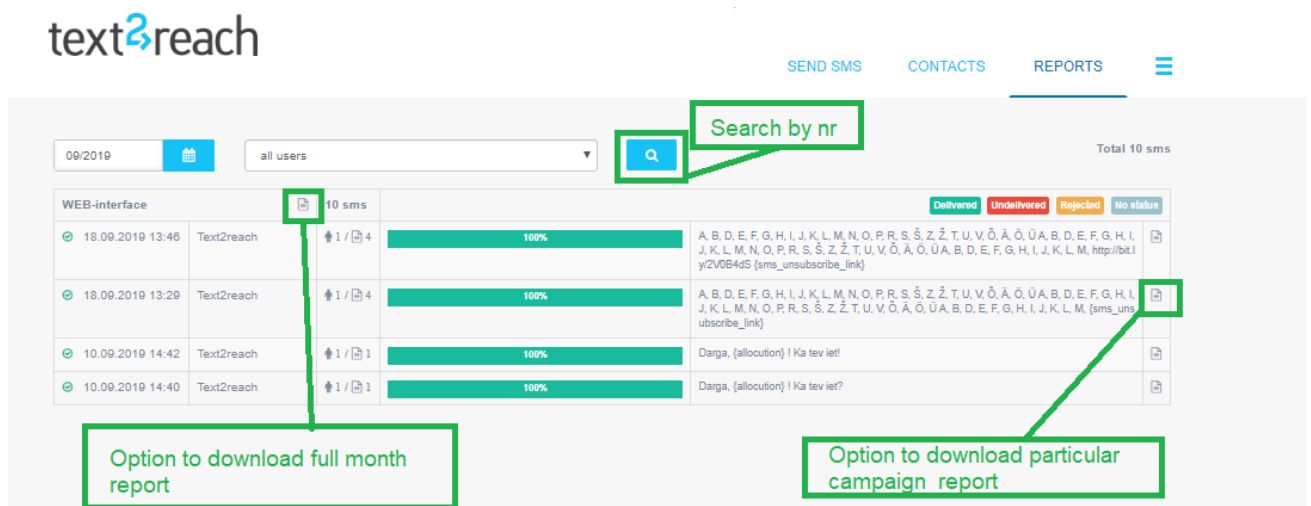 text2reach
SEND SMS CONTACTS REPORTS
Search by nr
09/2019 all users Total 10 sms
WEB-interface 10 sms Delivered Undelivered Rejected No status
18.09.2019 13:46 Text2reach 1 / 4 100% A, B, D, E, F, G, H, I, J, K, L, M, N, O, P, R, S, Š, Z, Ž, T, U, V, Õ, Ä, Ö, Ü A, B, D, E, F, G, H, I,
J, K, L, M, N, O, P, R, S, Š, Z, Ž, T, U, V, Õ, Ä, Ö, Ü A, B, D, E, F, G, H, I, J, K, L, M, http://bit.l
y/2V0B4dS {sms_unsubscribe_link}
18.09.2019 13:29 Text2reach 1 / 4 100% A, B, D, E, F, G, H, I, J, K, L, M, N, O, P, R, S, Š, Z, Ž, T, U, V, Õ, Ä, Ö, Ü A, B, D, E, F, G, H, I,
J, K, L, M, N, O, P, R, S, Š, Z, Ž, T, U, V, Õ, Ä, Ö, Ü A, B, D, E, F, G, H, I, J, K, L, M, {sms_uns
ubscribe_link}
10.09.2019 14:42 Text2reach 1 / 1 100% Darga, {allocution} ! Ka tev iet!
10.09.2019 14:40 Text2reach 1 / 1 100% Darga, {allocution} ! Ka tev iet?
Option to download full month
report
Option to download particular
campaign report